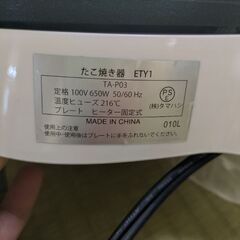 たこ焼き器 ETY1
TA-P03
定格 100V 650W 50/60 Hz
温度ヒューズ 216℃
プレート ヒーター固定式
MADE IN CHINA
PS E
(株)タマハシ
010L
使用上の注意
使用中、使用後はプレートに手をふれないでください。